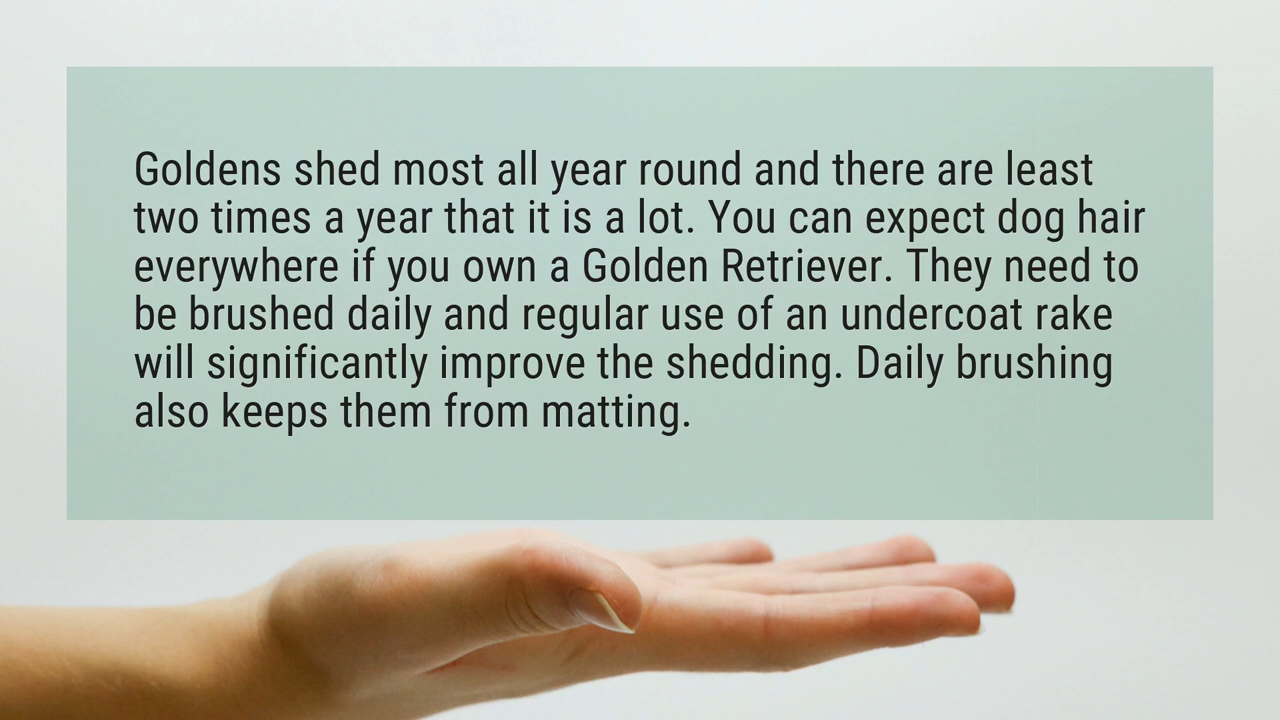 Goldens shed most all year round and there are least
two times a year that it is a lot. You can expect dog hair
everywhere if you own a Golden Retriever. They need to
be brushed daily and regular use of an undercoat rake
will significantly improve the shedding. Daily brushing
also keeps them from matting.